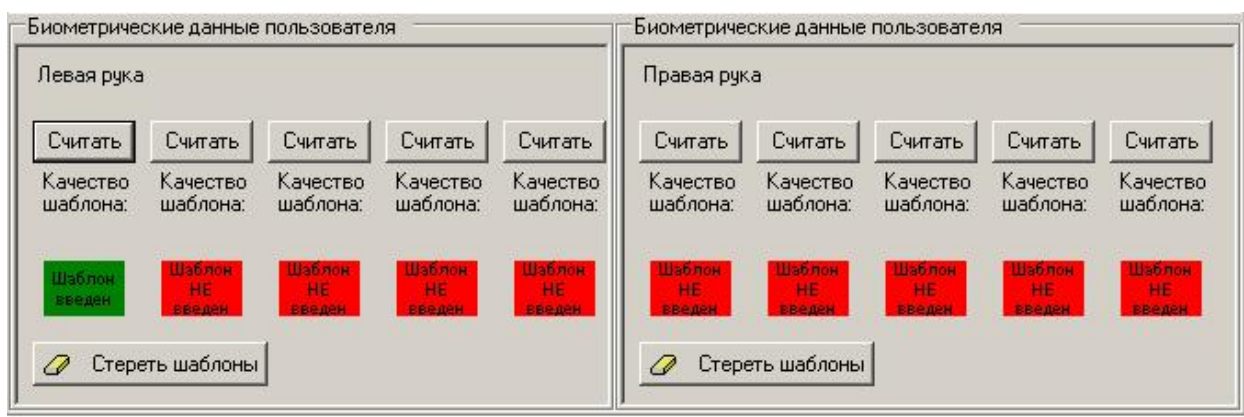 Биометрические данные пользователя
Левая рука
Считать Считать Считать Считать Считать
Качество шаблона: Качество шаблона: Качество шаблона: Качество шаблона: Качество шаблона:
Шаблон введен Шаблон НЕ введен Шаблон НЕ введен Шаблон НЕ введен Шаблон НЕ введен
Стереть шаблоны
Биометрические данные пользователя
Правая рука
Считать Считать Считать Считать Считать
Качество шаблона: Качество шаблона: Качество шаблона: Качество шаблона: Качество шаблона:
Шаблон НЕ введен Шаблон НЕ введен Шаблон НЕ введен Шаблон НЕ введен Шаблон НЕ введен
Стереть шаблоны